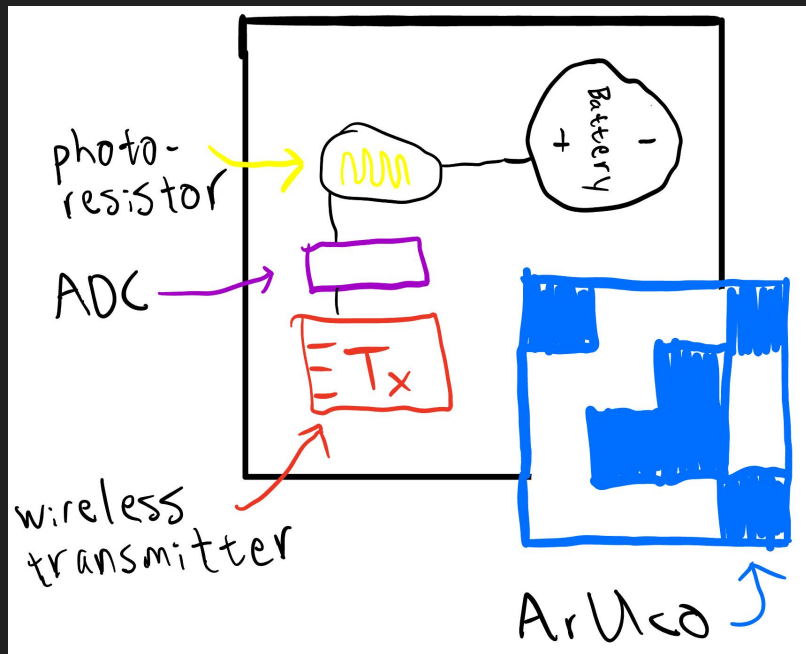 photo-
resistor
Battery
+
-
ADC
Tx
wireless
transmitter
ArUco